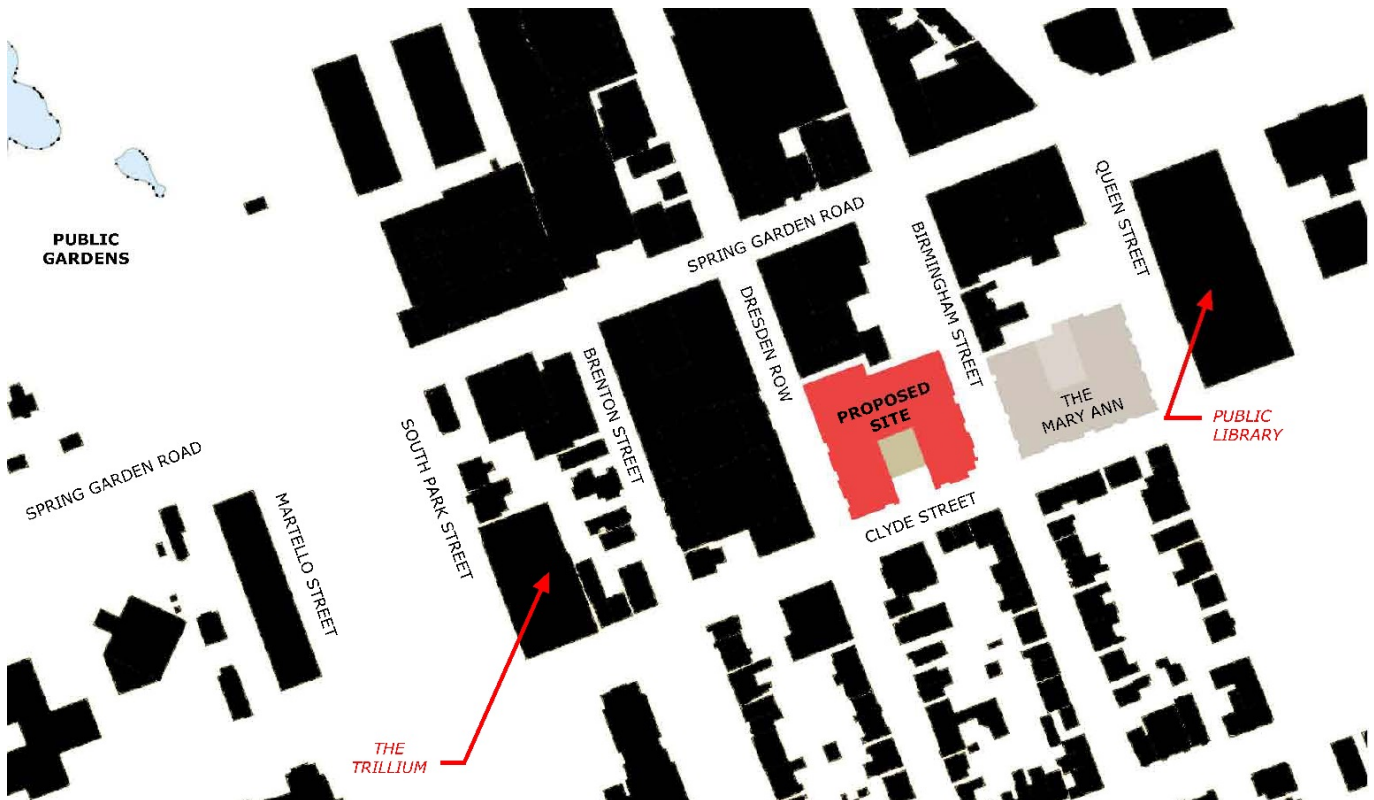 PUBLIC
GARDENS
SPRING GARDEN ROAD
QUEEN STREET
BIRMINGHAM STREET
DRESDEN ROW
BRENTON STREET
PROPOSED
SITE
THE
MARY ANN
PUBLIC
LIBRARY
SOUTH PARK STREET
SPRING GARDEN ROAD
MARTELLO STREET
CLYDE STREET
THE
TRILLIUM